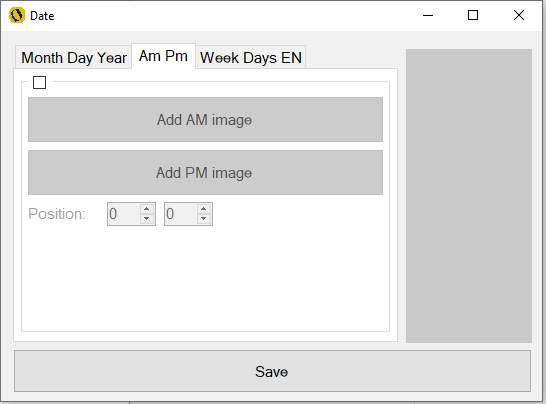 Date
Month Day Year Am Pm Week Days EN
Add AM image
Add PM image
Position: 0 0
Save